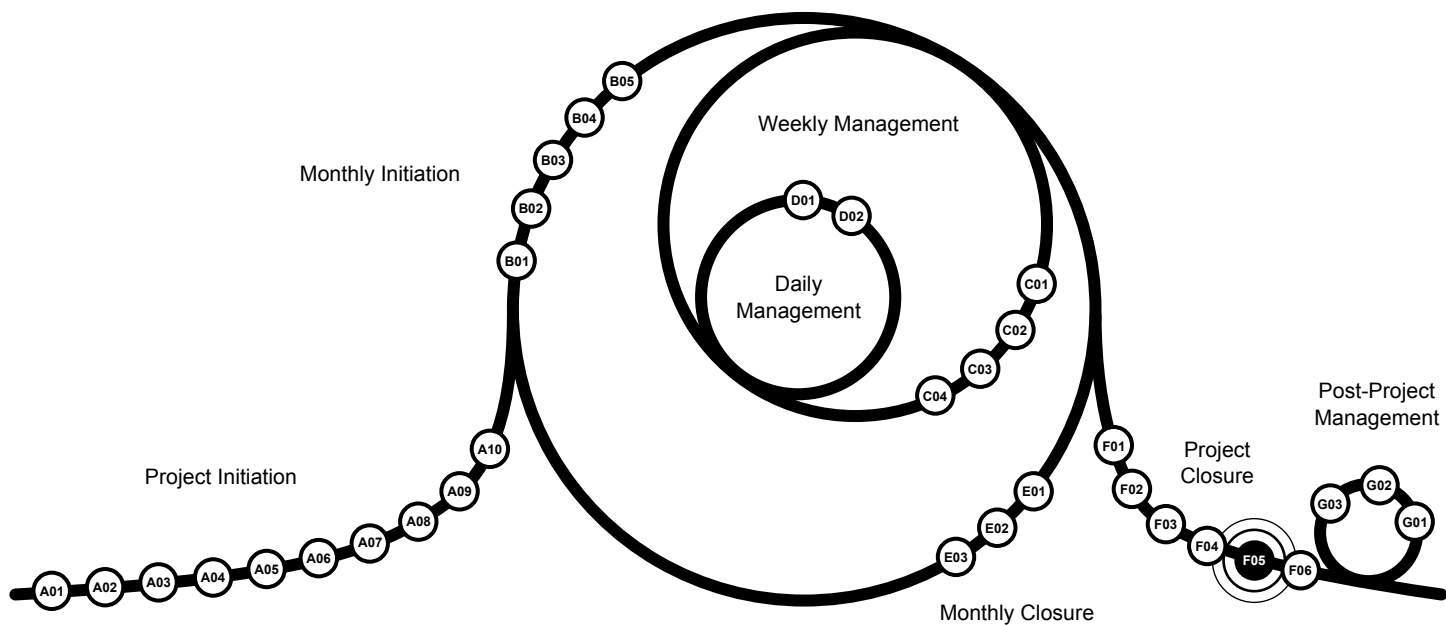 B05
B04
B03
B02
B01
Monthly Initiation
Weekly Management
D01
D02
Daily
Management
C01
C02
C03
C04
Project Initiation
A01
A02
A03
A04
A05
A06
A07
A08
A09
A10
E01
E02
E03
Monthly Closure
F01
F02
F03
F04
F05
F06
Project
Closure
Post-Project
Management
G03
G02
G01